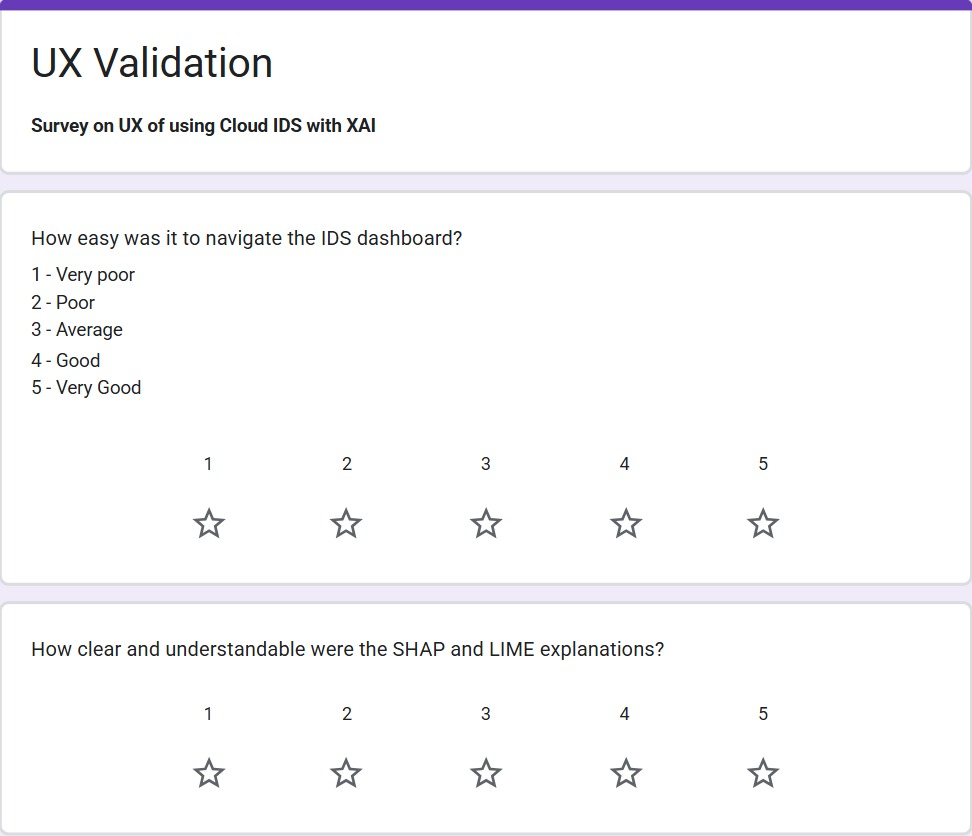 UX Validation
Survey on UX of using Cloud IDS with XAI
How easy was it to navigate the IDS dashboard?
1 - Very poor
2 - Poor
3 - Average
4 - Good
5 - Very Good
1 2 3 4 5
How clear and understandable were the SHAP and LIME explanations?
1 2 3 4 5